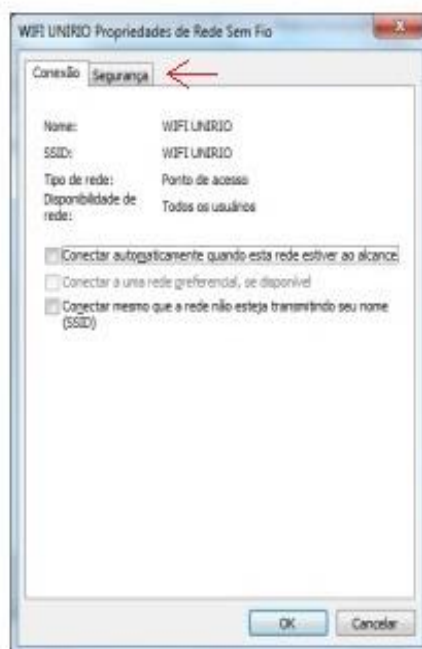 WIFI UNIRIO Propriedades de Rede Sem Fio
Conexão Segurança
Nome: WIFI UNIRIO
SSID: WIFI UNIRIO
Tipo de rede: Ponto de acesso
Disponibilidade de rede: Todos os usuários
Conectar automaticamente quando esta rede estiver ao alcance
Conectar a uma rede preferencial, se disponível
Conectar mesmo que a rede não esteja transmitindo seu nome
(SSID)
OK Cancelar